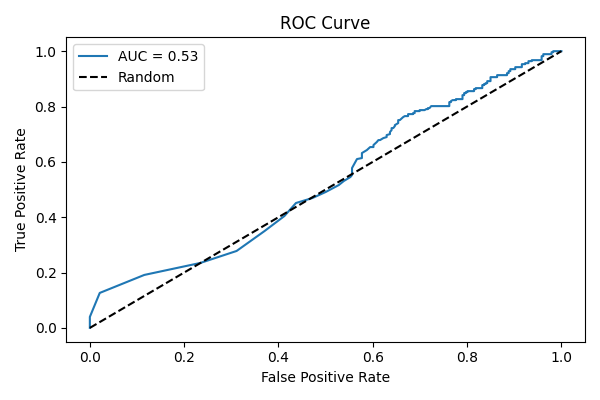 ROC Curve
AUC = 0.53
Random
True Positive Rate
1.0
0.8
0.6
0.4
0.2
0.0
0.0 0.2 0.4 0.6 0.8 1.0
False Positive Rate